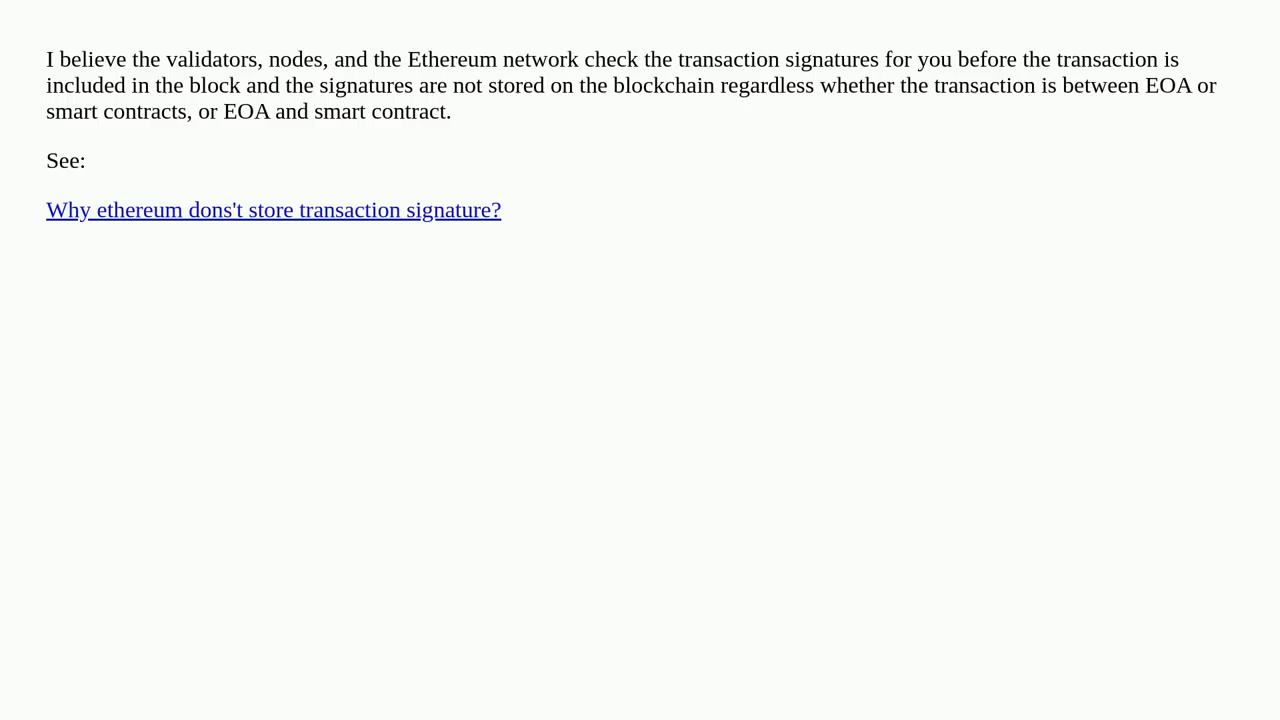 I believe the validators, nodes, and the Ethereum network check the transaction signatures for you before the transaction is
included in the block and the signatures are not stored on the blockchain regardless whether the transaction is between EOA or
smart contracts, or EOA and smart contract.
See:
Why ethereum dons't store transaction signature?